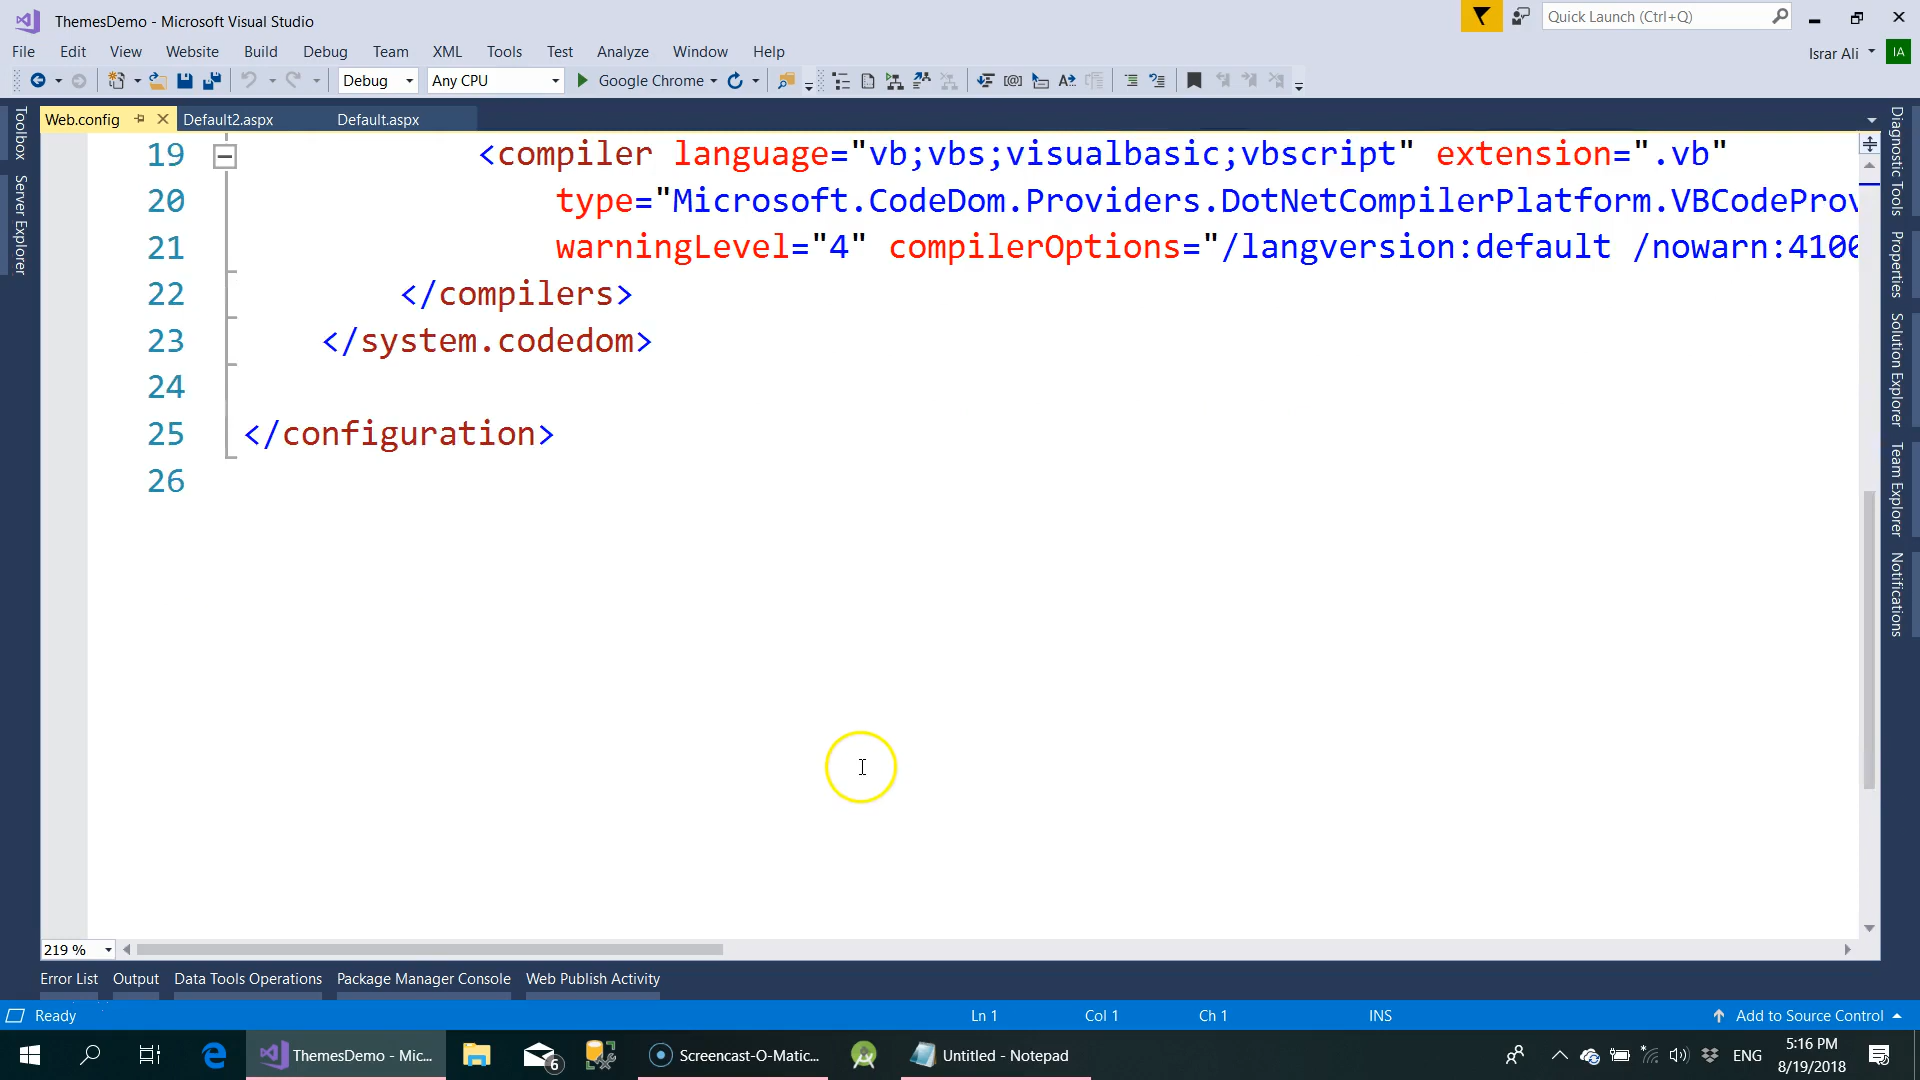 ThemesDemo - Microsoft Visual Studio
Quick Launch (Ctrl+Q)
File Edit View Website Build Debug Team XML Tools Test Analyze Window Help
Israr Ali IA
Debug Any CPU Google Chrome
Web.config Default2.aspx Default.aspx
Toolbox
Server Explorer
19 <compiler language="vb;vbs;visualbasic;vbscript" extension=".vb"
20 type="Microsoft.CodeDom.Providers.DotNetCompilerPlatform.VBCodeProv
21 warningLevel="4" compilerOptions="/langversion:default /nowarn:4100
22 </compilers>
23 </system.codedom>
24
25 </configuration>
26
Diagnostic Tools
Properties
Solution Explorer
Team Explorer
Notifications
219 %
Error List Output Data Tools Operations Package Manager Console Web Publish Activity
Ready Ln 1 Col 1 Ch 1 INS Add to Source Control
ThemesDemo - Mic... 6 Screencast-O-Matic... Untitled - Notepad ENG
5:16 PM
8/19/2018